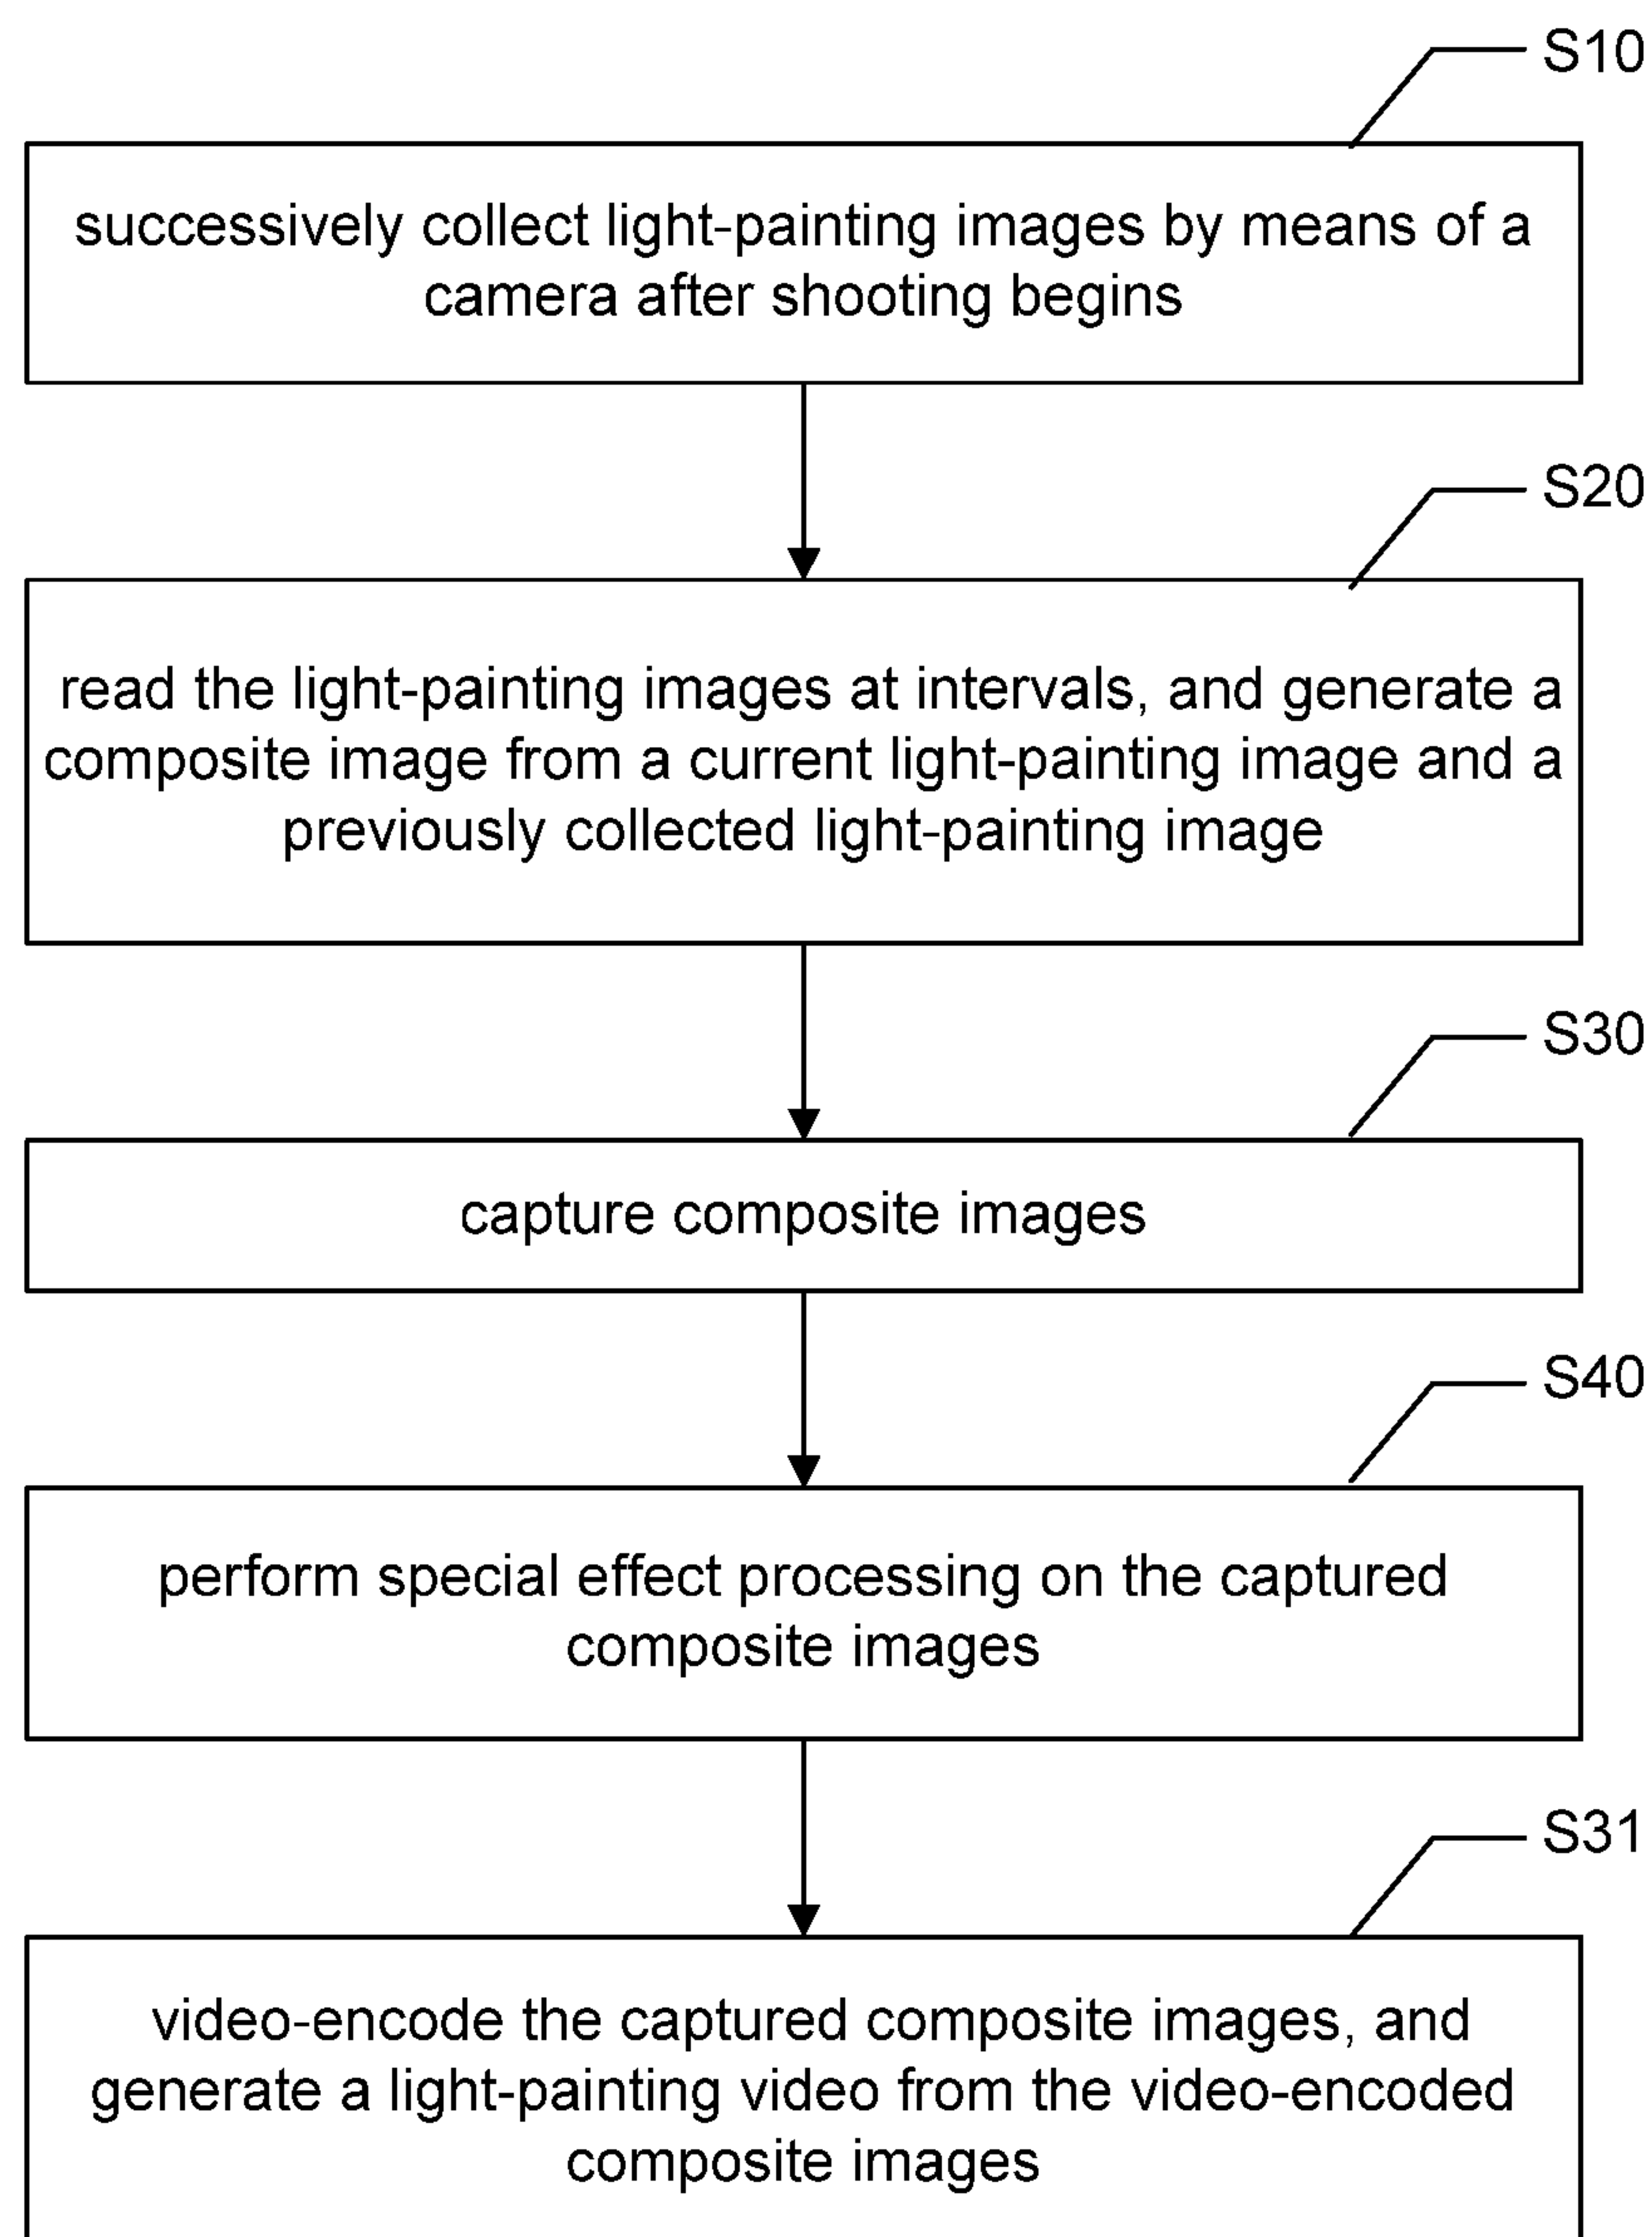 S10
successively collect light-painting images by means of a
camera after shooting begins
S20
read the light-painting images at intervals, and generate a
composite image from a current light-painting image and a
previously collected light-painting image
S30
capture composite images
S40
perform special effect processing on the captured
composite images
S31
video-encode the captured composite images, and
generate a light-painting video from the video-encoded
composite images